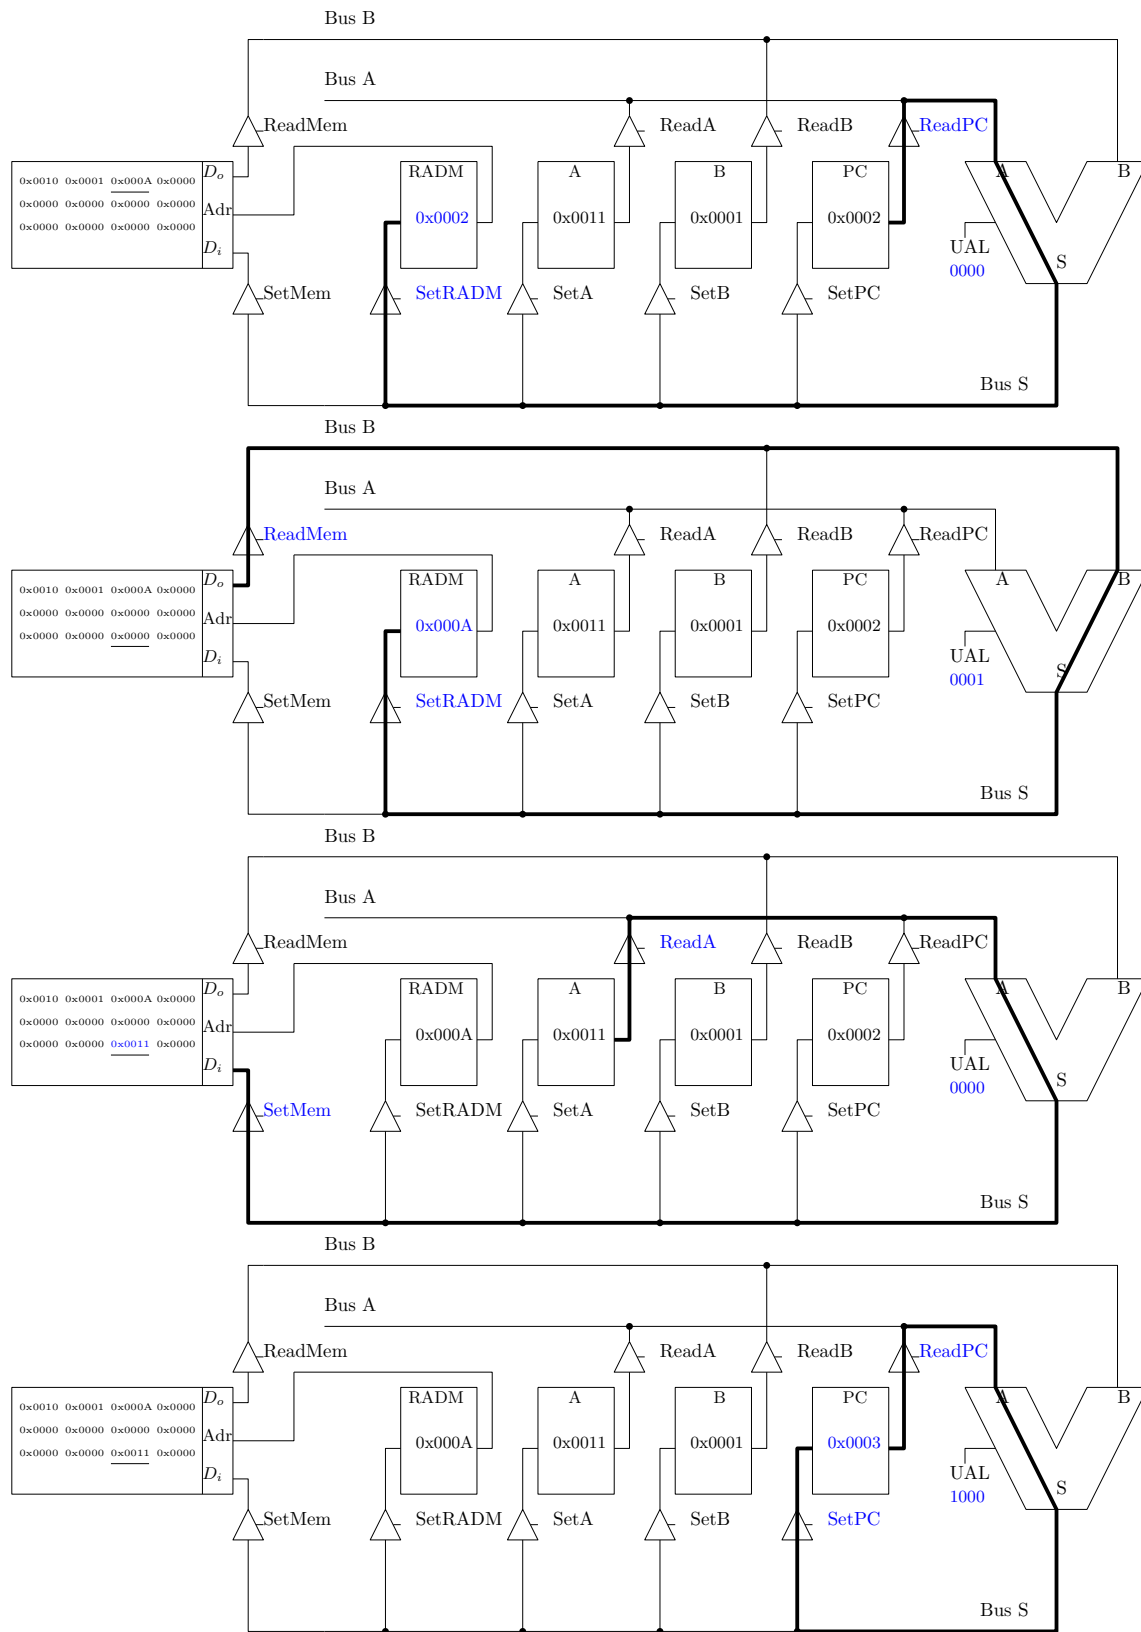 Bus B
Bus A
ReadMem ReadA ReadB ReadPC
0x0010 0x0001 0x000A 0x0000 Do RADM A B PC A B
0x0000 0x0000 0x0000 0x0000 Adr 0x0002 0x0011 0x0001 0x0002
0x0000 0x0000 0x0000 0x0000
Di UAL S
0000
SetMem SetRADM SetA SetB SetPC
Bus S
Bus B
Bus A
ReadMem ReadA ReadB ReadPC
0x0010 0x0001 0x000A 0x0000 Do RADM A B PC A B
0x0000 0x0000 0x0000 0x0000 Adr 0x000A 0x0011 0x0001 0x0002
0x0000 0x0000 0x0000 0x0000
Di UAL S
0001
SetMem SetRADM SetA SetB SetPC
Bus S
Bus B
Bus A
ReadMem ReadA ReadB ReadPC
0x0010 0x0001 0x000A 0x0000 Do RADM A B PC A B
0x0000 0x0000 0x0000 0x0000 Adr 0x000A 0x0011 0x0001 0x0002
0x0000 0x0000 0x0011 0x0000
Di UAL S
0000
SetMem SetRADM SetA SetB SetPC
Bus S
Bus B
Bus A
ReadMem ReadA ReadB ReadPC
0x0010 0x0001 0x000A 0x0000 Do RADM A B PC A B
0x0000 0x0000 0x0000 0x0000 Adr 0x000A 0x0011 0x0001 0x0003
0x0000 0x0000 0x0011 0x0000
Di UAL S
1000
SetMem SetRADM SetA SetB SetPC
Bus S